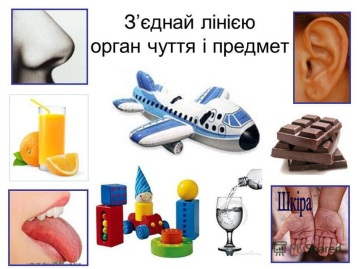 З’єднай лінією
орган чуття і предмет
Шкіра